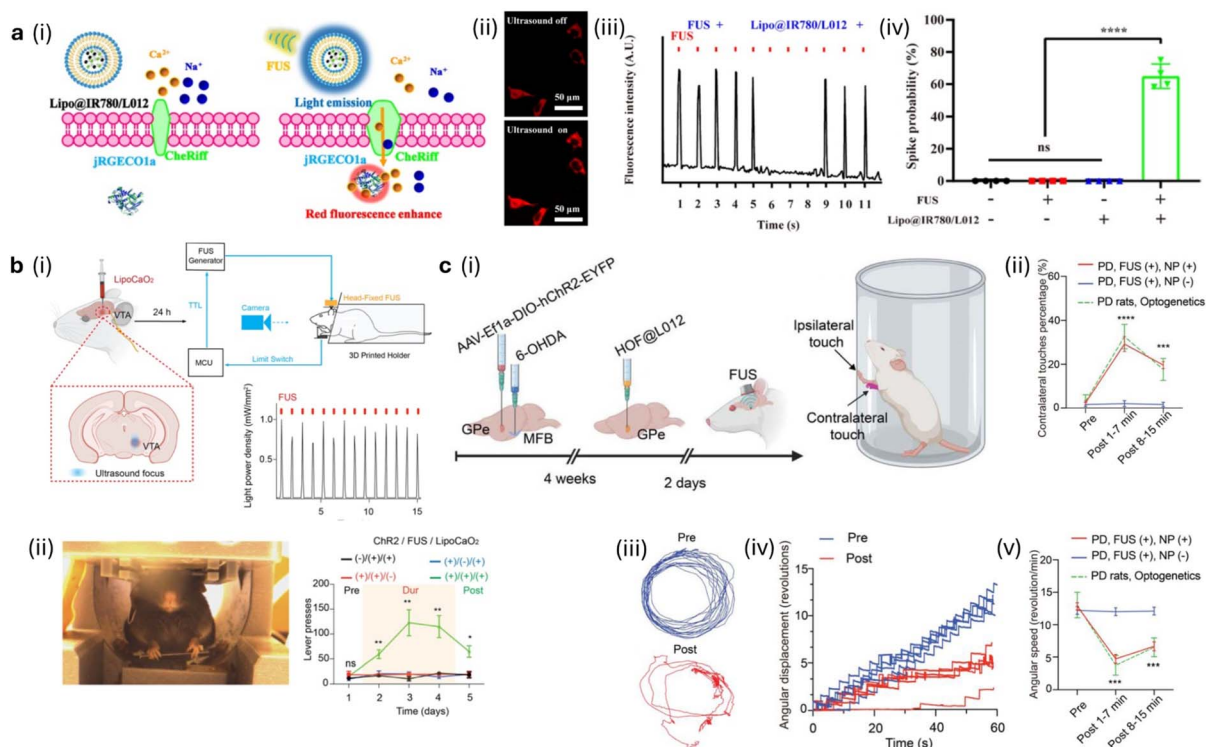 a (i)
Lipo@IR780/L012
Ca²⁺
Na⁺
jRGECO1a
CheRiff
FUS
Light emission
Ca²⁺
Na⁺
jRGECO1a
CheRiff
Red fluorescence enhance
(ii)
Ultrasound off
50 µm
Ultrasound on
50 µm
(iii)
FUS +
Lipo@IR780/L012 +
FUS
Fluorescence intensity (A.U.)
1 2 3 4 5 6 7 8 9 10 11
Time (s)
(iv)
Spike probability (%)
100
80
60
40
20
0
****
ns
FUS - + - +
Lipo@IR780/L012 - - + +
b (i)
LipoCaO₂
VTA
24 h
FUS
Generator
TTL
MCU
Camera
Limit Switch
Head-Fixed FUS
3D Printed Holder
VTA
Ultrasound focus
FUS
Light power density (mW/mm²)
1.0
0.5
5 10 15
(ii)
ChR2 / FUS / LipoCaO₂
(-)/(+)/(+)
(+)/(-)/(+)
(+)/(+)/(-)
(+)/(+)/(+)
Pre
Dur
Post
Lever presses
200
150
100
50
0
ns
**
**
**
*
1 2 3 4 5
Time (days)
c (i)
AAV-Ef1a-DIO-hChR2-EYFP
6-OHDA
HOF@L012
FUS
GPe
MFB
GPe
4 weeks
2 days
Ipsilateral
touch
Contralateral
touch
(ii)
PD, FUS (+), NP (+)
PD, FUS (+), NP (-)
PD rats, Optogenetics
Contralateral touches percentage (%)
60
40
20
0
****
***
Pre
Post 1-7 min
Post 8-15 min
(iii)
Pre
Post
(iv)
Pre
Post
Angular displacement (revolutions)
15
12
9
6
3
0
0 20 40 60
Time (s)
(v)
PD, FUS (+), NP (+)
PD, FUS (+), NP (-)
PD rats, Optogenetics
Angular speed (revolution/min)
20
15
10
5
0
***
***
Pre
Post 1-7 min
Post 8-15 min